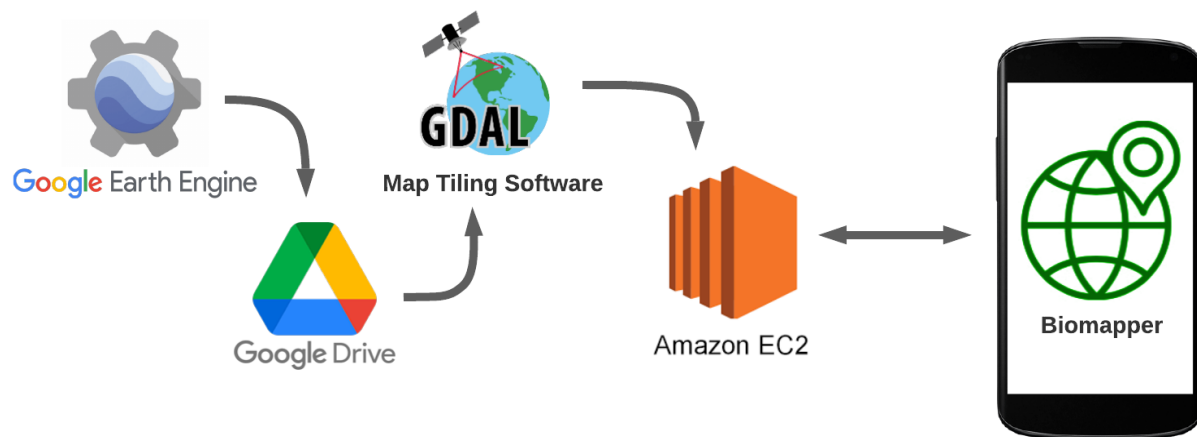 Google Earth Engine
GDAL
Map Tiling Software
Google Drive
Amazon EC2
Biomapper